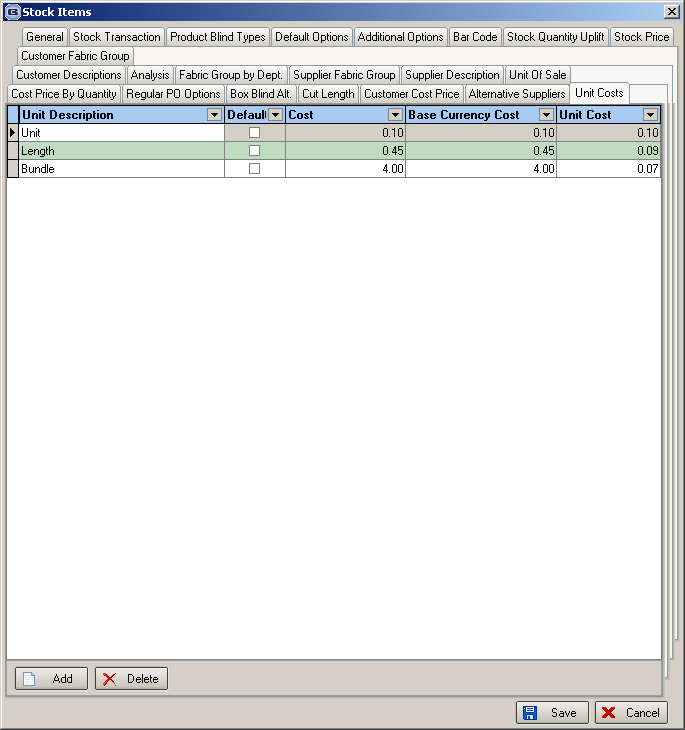 Stock Items
General Stock Transaction Product Blind Types Default Options Additional Options Bar Code Stock Quantity Uplift Stock Price
Customer Fabric Group
Customer Descriptions Analysis Fabric Group by Dept. Supplier Fabric Group Supplier Description Unit Of Sale
Cost Price By Quantity Regular PO Options Box Blind Alt. Cut Length Customer Cost Price Alternative Suppliers Unit Costs
Unit Description Default Cost Base Currency Cost Unit Cost
Unit 0.10 0.10 0.10
Length 0.45 0.45 0.09
Bundle 4.00 4.00 0.07
Add Delete
Save Cancel